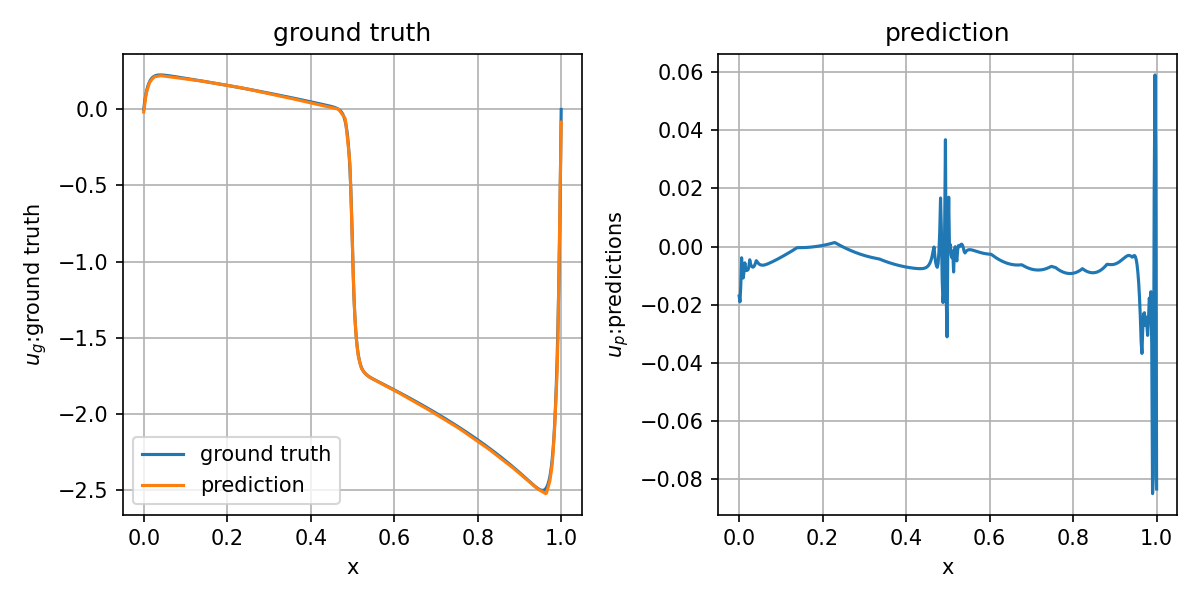 ground truth
0.0
−0.5
−1.0
−1.5
−2.0
−2.5
u_g:ground truth
ground truth
prediction
0.0 0.2 0.4 0.6 0.8 1.0
x
prediction
0.06
0.04
0.02
0.00
−0.02
−0.04
−0.06
−0.08
u_p:predictions
0.0 0.2 0.4 0.6 0.8 1.0
x